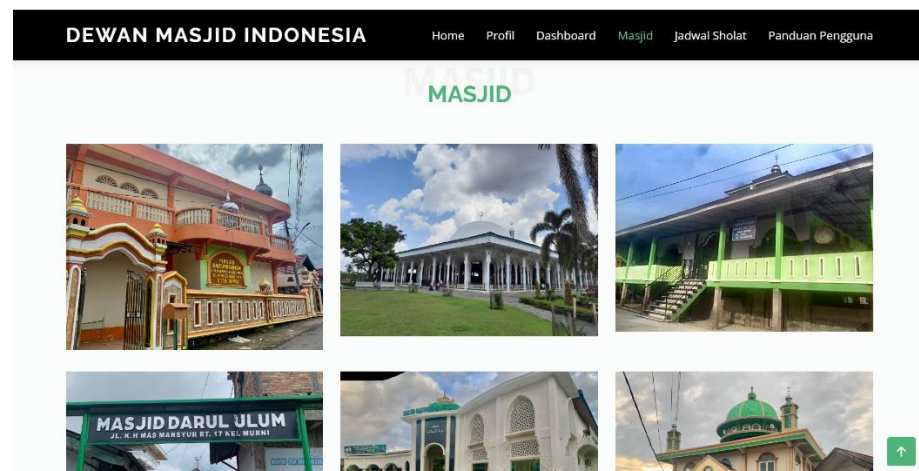 DEWAN MASJID INDONESIA
Home Profil Dashboard Masjid Jadwal Sholat Panduan Pengguna
MASJID
MASJID
MASJID DARUL ULUM
JL. K.H MAS MANSYUR RT. 17 KEL. MURNI